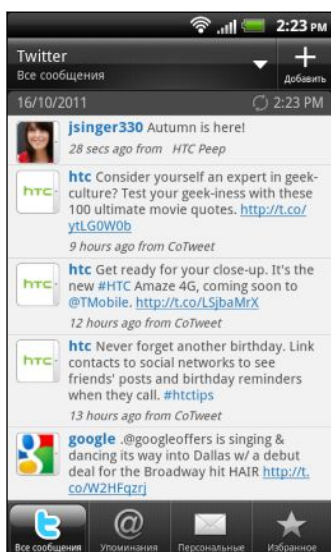 2:23 PM
Twitter
Все сообщения
Добавить
16/10/2011 2:23 PM
jsinger330 Autumn is here!
28 secs ago from HTC Peep
htc Consider yourself an expert in geek-
culture? Test your geek-iness with these
100 ultimate movie quotes. http://t.co/
ytLG0W0b
9 hours ago from CoTweet
htc
htc Get ready for your close-up. It's the
new #HTC Amaze 4G, coming soon to
@TMobile. http://t.co/LSjbaMrX
12 hours ago from CoTweet
htc
htc Never forget another birthday. Link
contacts to social networks to see
friends' posts and birthday reminders
when they call. #htctips
13 hours ago from CoTweet
htc
google .@googleoffers is singing &
dancing its way into Dallas w/ a debut
deal for the Broadway hit HAIR http://t.
co/W2HFqzrj
Все сообщения Упоминания Персональные Избранное